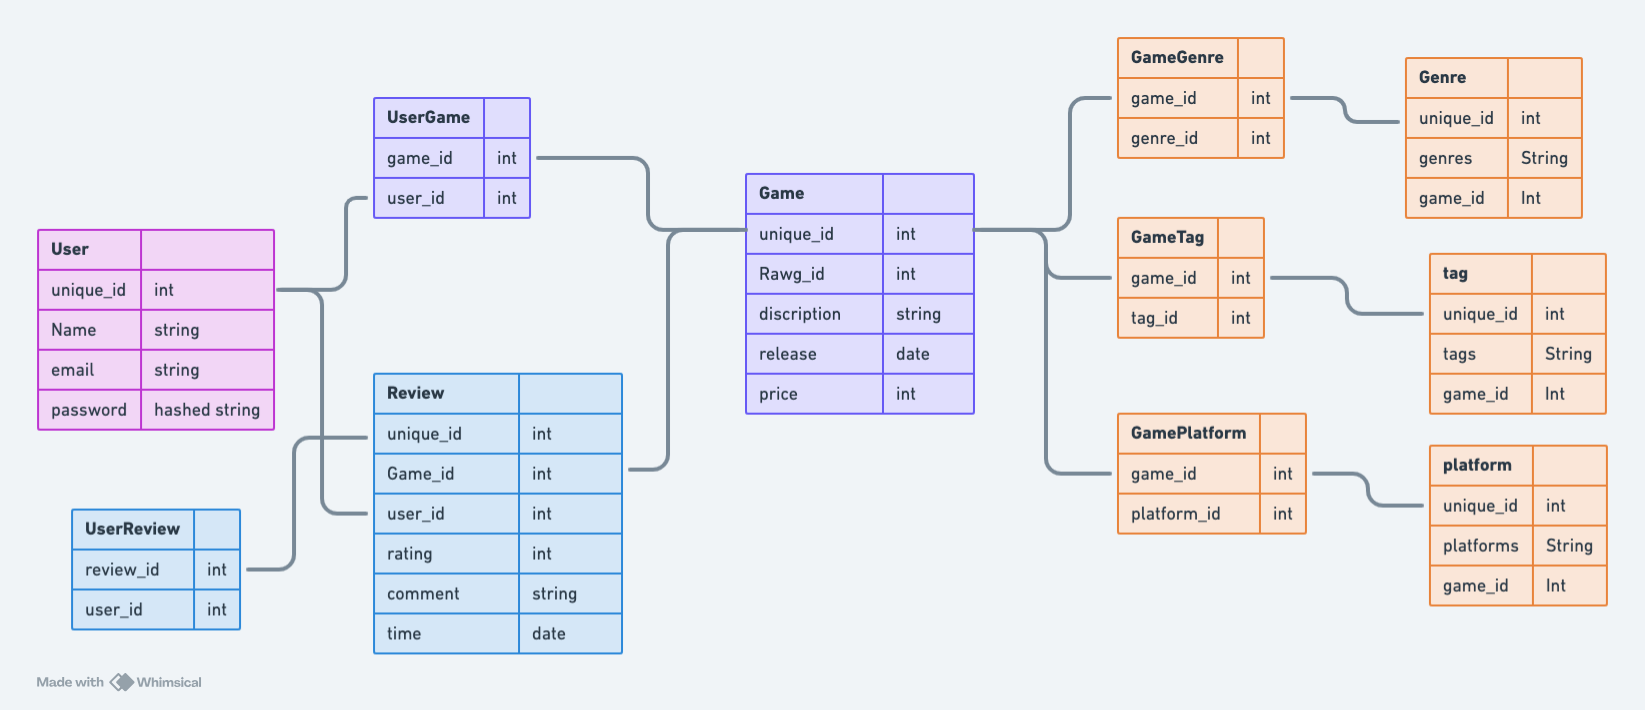 User
unique_id int
Name string
email string
password hashed string
UserGame
game_id int
user_id int
Review
unique_id int
Game_id int
user_id int
rating int
comment string
time date
UserReview
review_id int
user_id int
Game
unique_id int
Rawg_id int
discription string
release date
price int
GameGenre
game_id int
genre_id int
Genre
unique_id int
genres String
game_id Int
GameTag
game_id int
tag_id int
tag
unique_id int
tags String
game_id Int
GamePlatform
game_id int
platform_id int
platform
unique_id int
platforms String
game_id Int
Made with Whimsical